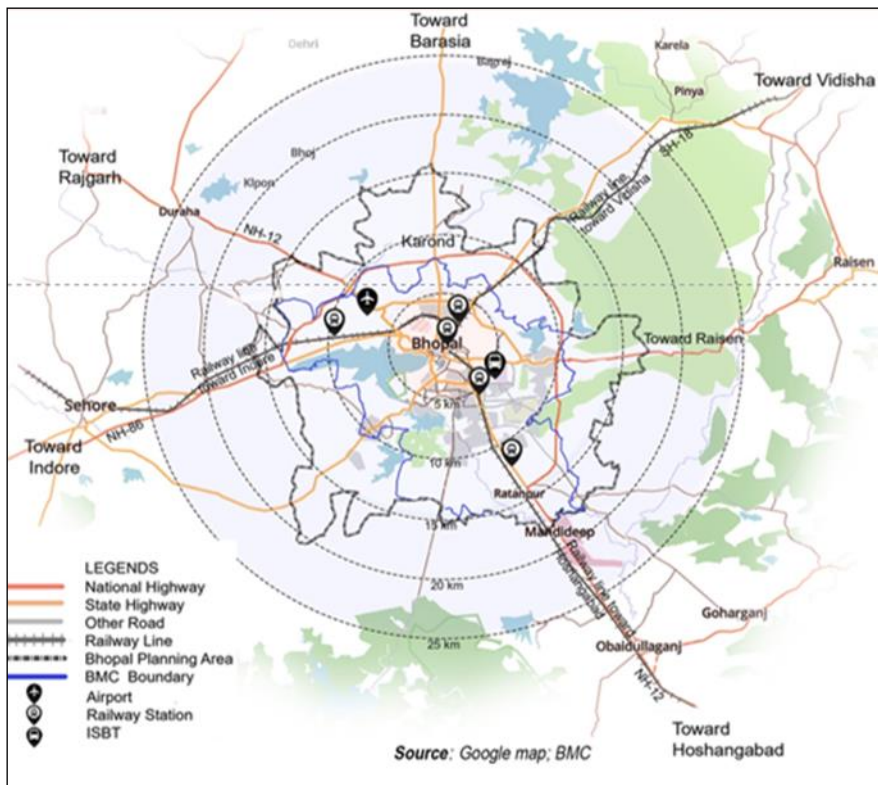 Toward
Barasia
Dehri
Bagraj
Karela
Pinya
Toward Vidisha
Toward
Rajgarh
Bhoj
Klpon
SH-18
Railway line
toward Vidisha
Duraha
NH-12
Karond
Raisen
Toward Raisen
Bhopal
Railway line
toward Indore
Sehore
NH-86
Toward
Indore
5 km
10 km
Ratanpur
15 km
Mandideep
Railway line toward
Hoshangabad
20 km
25 km
Goharganj
Obaidullaganj
NH-12
Toward
Hoshangabad
LEGENDS
National Highway
State Highway
Other Road
Railway Line
Bhopal Planning Area
BMC Boundary
Airport
Railway Station
ISBT
Source: Google map; BMC